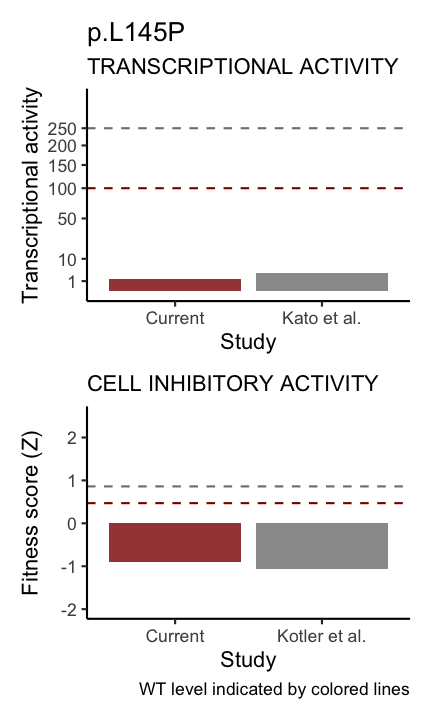 p.L145P
TRANSCRIPTIONAL ACTIVITY
Transcriptional activity
250
200
150
100
50
10
1
Current
Kato et al.
Study
CELL INHIBITORY ACTIVITY
Fitness score (Z)
2
1
0
-1
-2
Current
Kotler et al.
Study
WT level indicated by colored lines